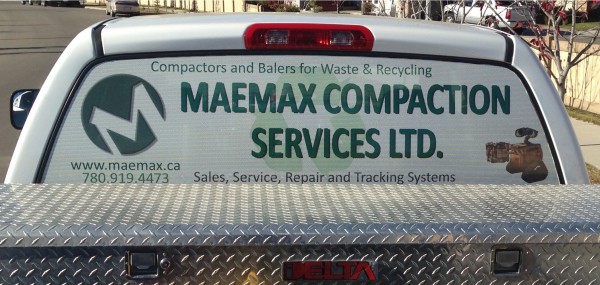 Compactors and Balers for Waste & Recycling
MAEMAX COMPACTION
SERVICES LTD.
www.maemax.ca
780.919.4473
Sales, Service, Repair and Tracking Systems
DELTA